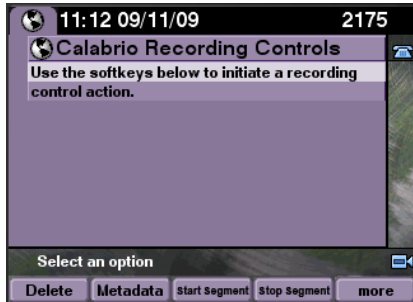 11:12 09/11/09 2175
Calabrio Recording Controls
Use the softkeys below to initiate a recording
control action.
Select an option
Delete Metadata Start Segment Stop Segment more